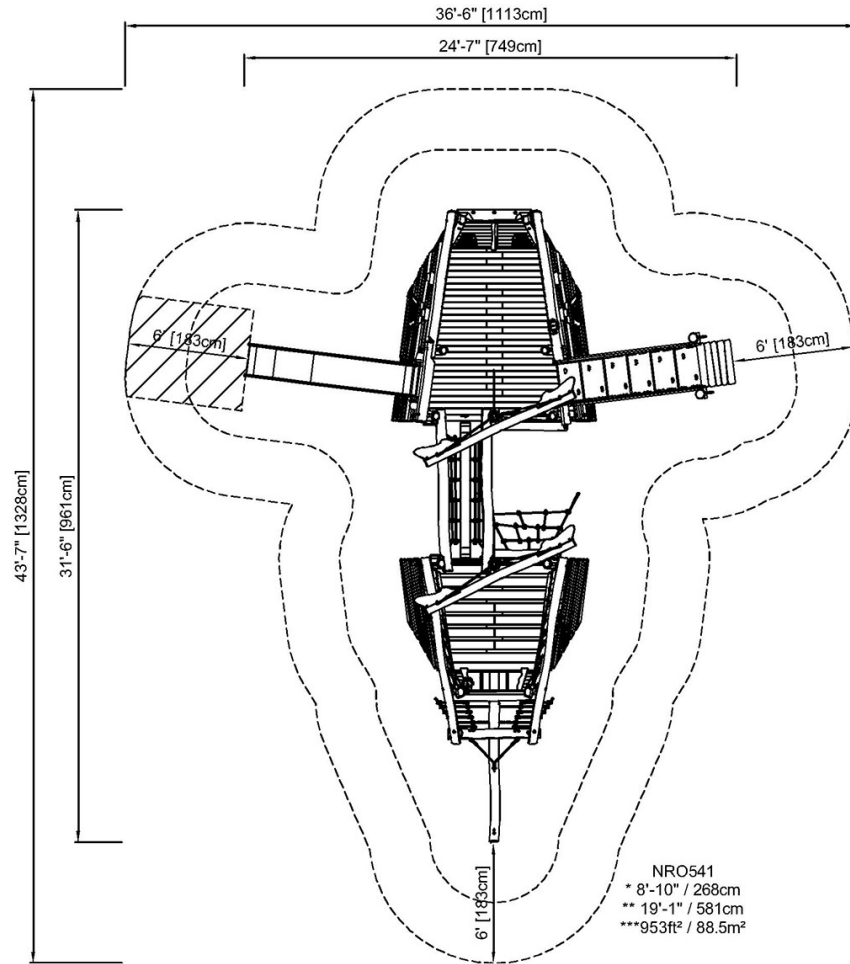 36'-6" [1113cm]
24'-7" [749cm]
6' [183cm]
6' [183cm]
43'-7" [1328cm]
31'-6" [961cm]
6' [183cm]
NRO541
* 8'-10" / 268cm
** 19'-1" / 581cm
***953ft² / 88.5m²